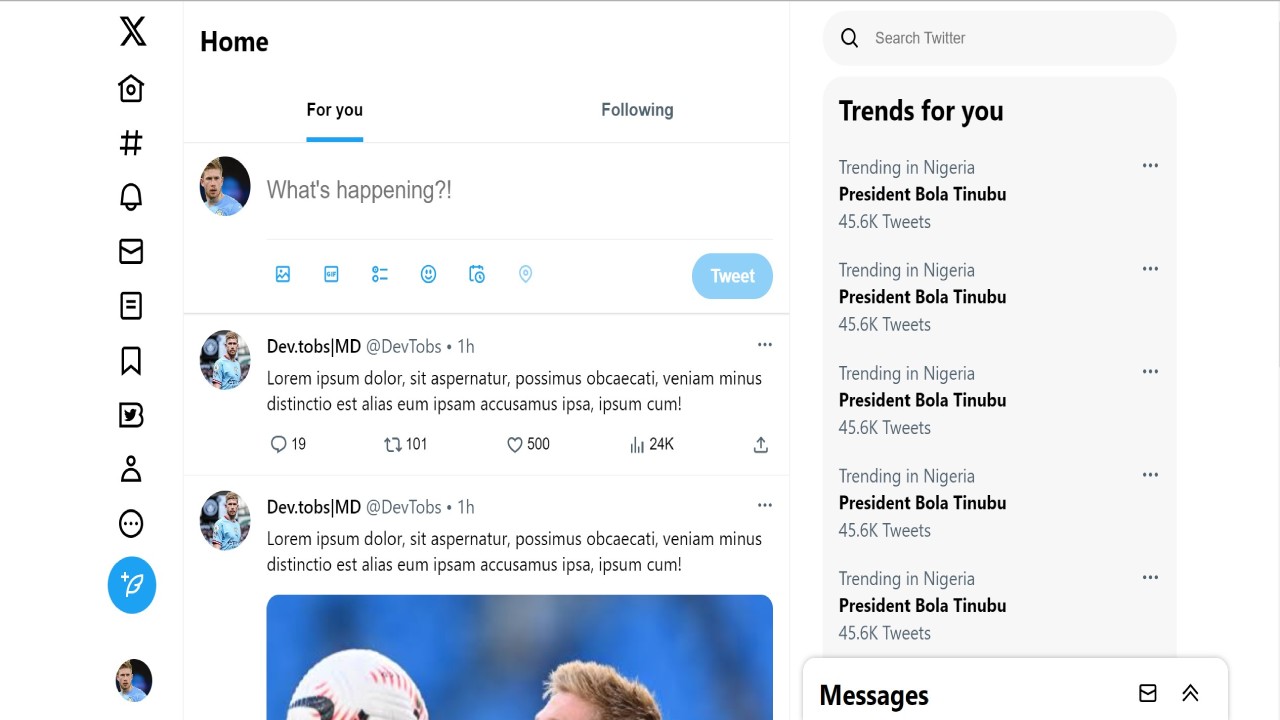 Home
For you
Following
What's happening?!
GIF
Tweet
Dev.tobs|MD @DevTobs • 1h
Lorem ipsum dolor, sit aspernatur, possimus obcaecati, veniam minus
distinctio est alias eum ipsam accusamus ipsa, ipsum cum!
19 101 500 24K
Dev.tobs|MD @DevTobs • 1h
Lorem ipsum dolor, sit aspernatur, possimus obcaecati, veniam minus
distinctio est alias eum ipsam accusamus ipsa, ipsum cum!
Search Twitter
Trends for you
Trending in Nigeria
President Bola Tinubu
45.6K Tweets
Trending in Nigeria
President Bola Tinubu
45.6K Tweets
Trending in Nigeria
President Bola Tinubu
45.6K Tweets
Trending in Nigeria
President Bola Tinubu
45.6K Tweets
Trending in Nigeria
President Bola Tinubu
45.6K Tweets
Messages